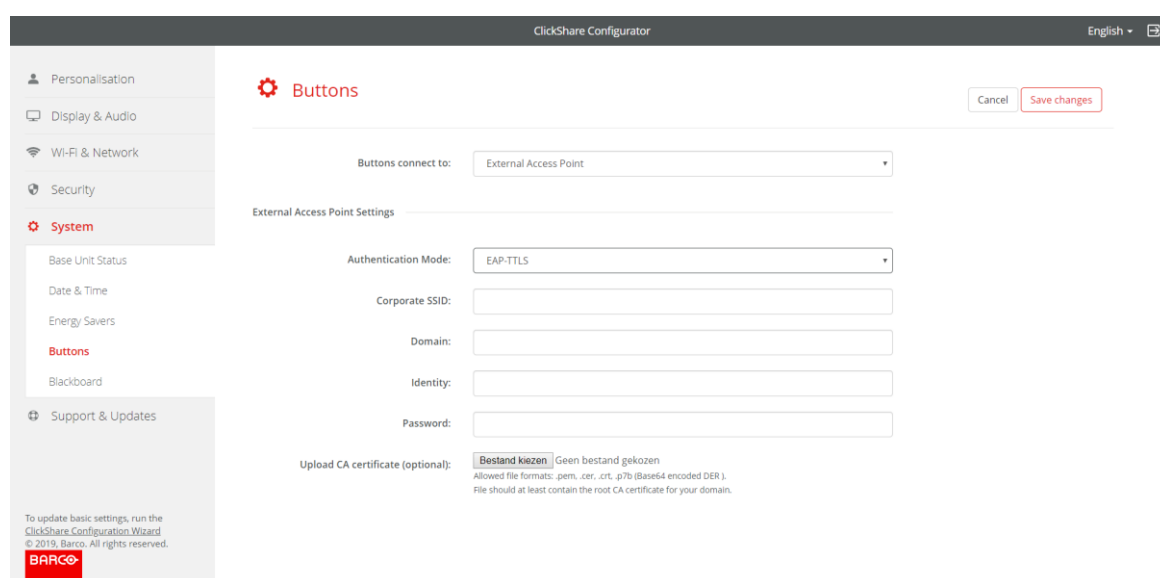 ClickShare Configurator
English
Personalisation
Display & Audio
Wi-Fi & Network
Security
System
Base Unit Status
Date & Time
Energy Savers
Buttons
Blackboard
Support & Updates
To update basic settings, run the
ClickShare Configuration Wizard
© 2019, Barco. All rights reserved.
BARCO
Buttons
Cancel
Save changes
Buttons connect to: External Access Point
External Access Point Settings
Authentication Mode: EAP-TTLS
Corporate SSID:
Domain:
Identity:
Password:
Upload CA certificate (optional): Bestand kiezen Geen bestand gekozen
Allowed file formats: .pem, .cer, .crt, .p7b (Base64 encoded DER ).
File should at least contain the root CA certificate for your domain.